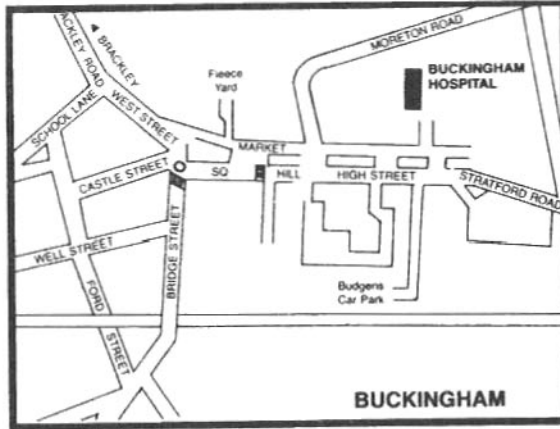 BRACKLEY
ACKLEY ROAD
MORETON ROAD
Fleece
Yard
BUCKINGHAM
HOSPITAL
SCHOOL LANE
WEST STREET
MARKET
CASTLE STREET
SQ
HILL
HIGH STREET
STRATFORD ROAD
WELL STREET
BRIDGE STREET
FORD
STREET
Budgens
Car Park
BUCKINGHAM